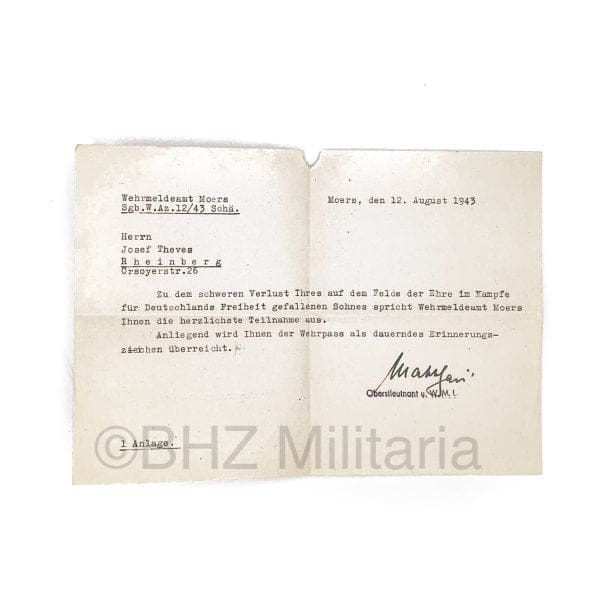 Wehrmeldeamt Moers
Sgb.W.Az.12/43 Schä.
Moers, den 12. August 1943
Herrn
Josef Theves
Rheinberg
Orsoyerstr.26
Zu dem schweren Verlust Ihres auf dem Felde der Ehre im Kampfe
für Deutschlands Freiheit gefallenen Sohnes spricht Wehrmeldeamt Moers
Ihnen die herzlichste Teilnahme aus.
Anliegend wird Ihnen der Wehrpass als dauerndes Erinnerungs-
zeichen überreicht.
Oberstleutnant u. W.M.L.
1 Anlage.
©BHZ Militaria